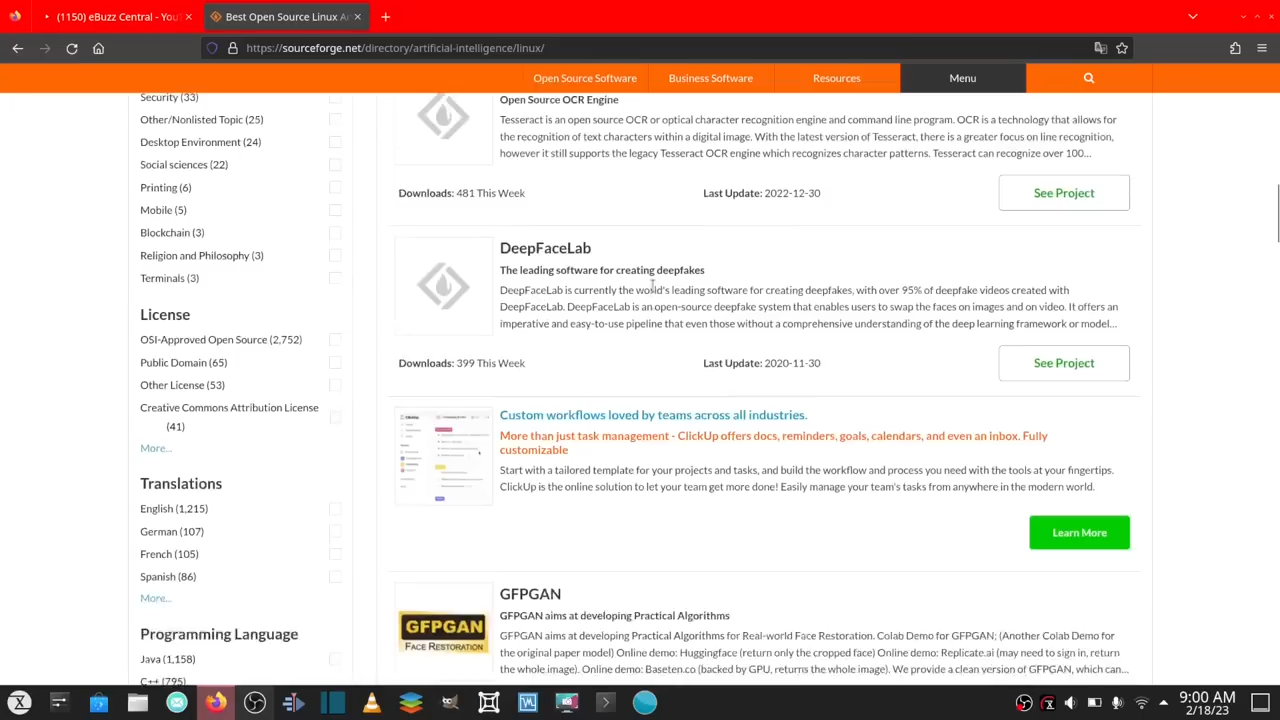 (1150) eBuzz Central - YouT
Best Open Source Linux Ar
https://sourceforge.net/directory/artificial-intelligence/linux/
Open Source Software
Business Software
Resources
Menu
Security (33)
Other/Nonlisted Topic (25)
Desktop Environment (24)
Social sciences (22)
Printing (6)
Mobile (5)
Blockchain (3)
Religion and Philosophy (3)
Terminals (3)
License
OSI-Approved Open Source (2,752)
Public Domain (65)
Other License (53)
Creative Commons Attribution License
(41)
More...
Translations
English (1,215)
German (107)
French (105)
Spanish (86)
More...
Programming Language
Java (1,158)
C++ (795)
Open Source OCR Engine
Tesseract is an open source OCR or optical character recognition engine and command line program. OCR is a technology that allows for
the recognition of text characters within a digital image. With the latest version of Tesseract, there is a greater focus on line recognition,
however it still supports the legacy Tesseract OCR engine which recognizes character patterns. Tesseract can recognize over 100...
Downloads: 481 This Week
Last Update: 2022-12-30
See Project
DeepFaceLab
The leading software for creating deepfakes
DeepFaceLab is currently the world's leading software for creating deepfakes, with over 95% of deepfake videos created with
DeepFaceLab. DeepFaceLab is an open-source deepfake system that enables users to swap the faces on images and on video. It offers an
imperative and easy-to-use pipeline that even those without a comprehensive understanding of the deep learning framework or model...
Downloads: 399 This Week
Last Update: 2020-11-30
See Project
Custom workflows loved by teams across all industries.
More than just task management - ClickUp offers docs, reminders, goals, calendars, and even an inbox. Fully
customizable
Start with a tailored template for your projects and tasks, and build the workflow and process you need with the tools at your fingertips.
ClickUp is the online solution to let your team get more done! Easily manage your team's tasks from anywhere in the modern world.
Learn More
GFPGAN
FACE RESTORATION
GFPGAN
GFPGAN aims at developing Practical Algorithms
GFPGAN aims at developing Practical Algorithms for Real-world Face Restoration. Colab Demo for GFPGAN; (Another Colab Demo for
the original paper model) Online demo: Huggingface (return only the cropped face) Online demo: Replicate.ai (may need to sign in, return
the whole image). Online demo: Baseten.co (backed by GPU, returns the whole image). We provide a clean version of GFPGAN, which can...
9:00 AM
2/18/23